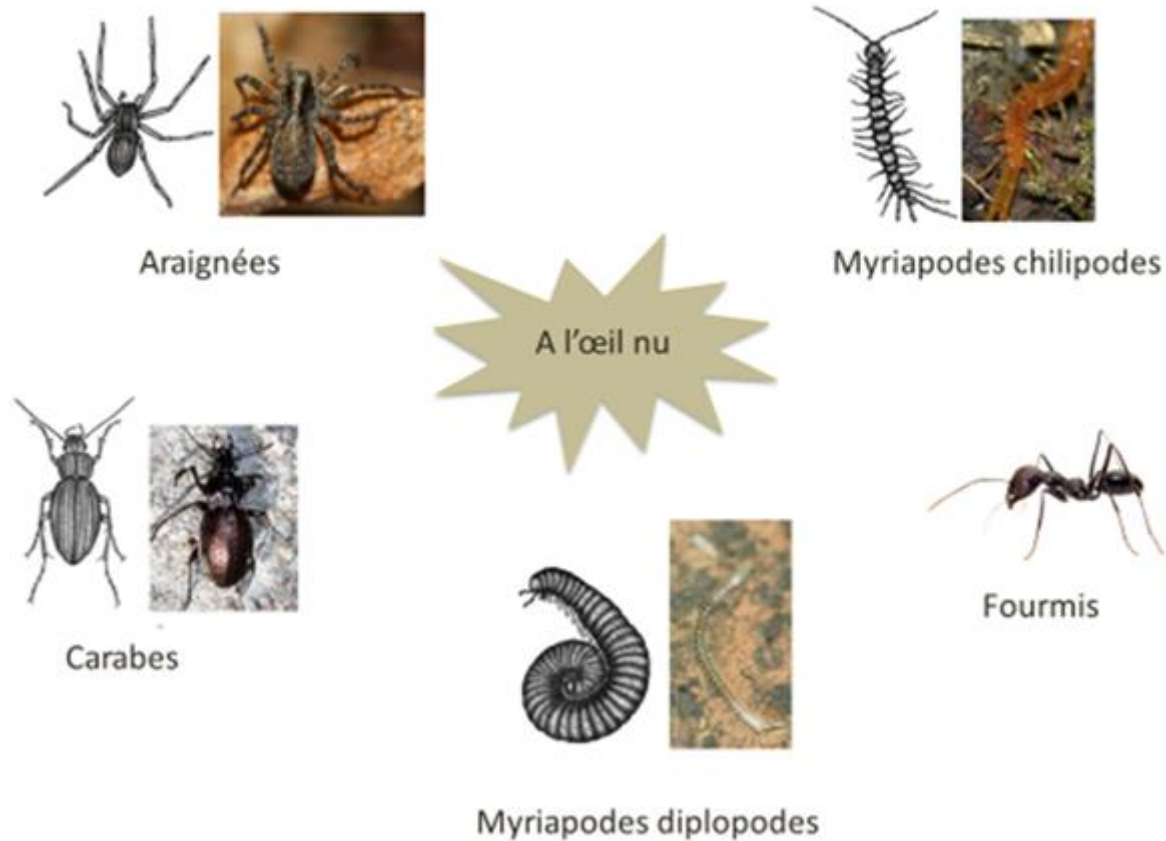 Araignées
Myriapodes chilipodes
A l'œil nu
Carabes
Fourmis
Myriapodes diplopodes